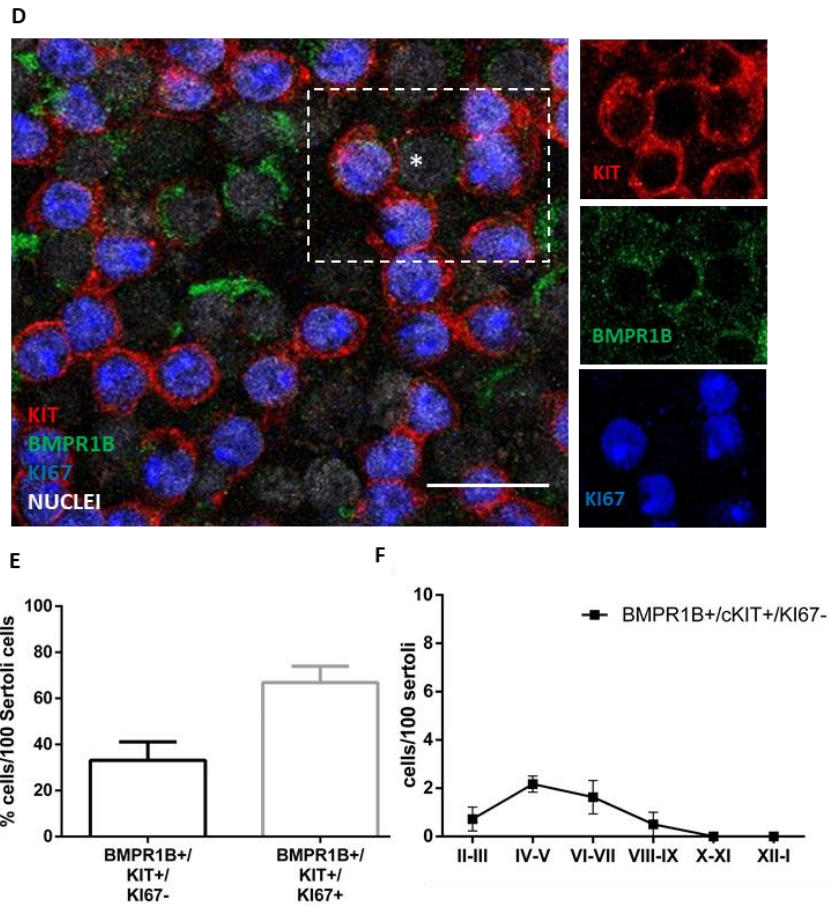 D
*
KIT
BMPR1B
KI67
NUCLEI
KIT
BMPR1B
KI67
E
% cells/100 Sertoli cells
100
80
60
40
20
0
BMPR1B+/
KIT+/
KI67-
BMPR1B+/
KIT+/
KI67+
F
cells/100 sertoli
10
8
6
4
2
0
BMPR1B+/cKIT+/KI67-
II-III IV-V VI-VII VIII-IX X-XI XII-I